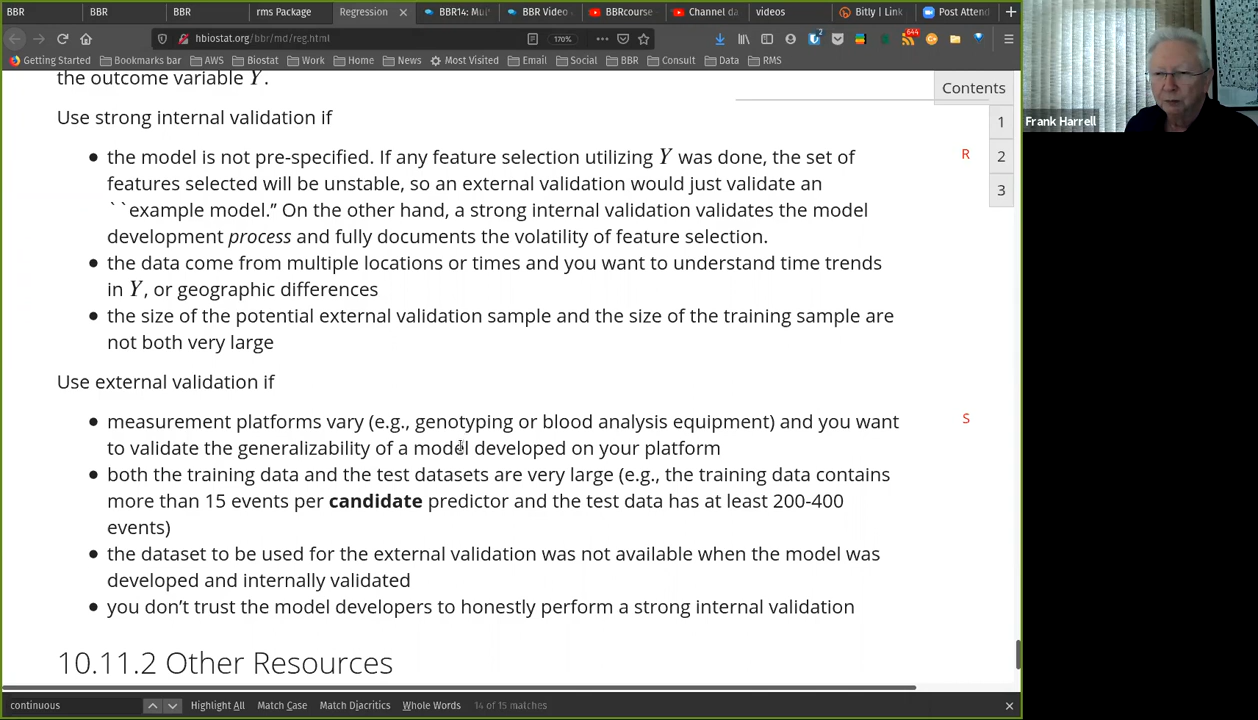 BBR BBR BBR rms Package Regression BBR14: Mul BBR Video BBRcourse Channel da videos Bitly | Link Post Attend
hbiostat.org/bbr/md/reg.html 170% 2 644
Getting Started Bookmarks bar AWS Biostat Work Home News Most Visited Email Social BBR Consult Data RMS
the outcome variable Y.
Contents
Use strong internal validation if
1
Frank Harrell
• the model is not pre-specified. If any feature selection utilizing Y was done, the set of
R
2
features selected will be unstable, so an external validation would just validate an
3
``example model.” On the other hand, a strong internal validation validates the model
development process and fully documents the volatility of feature selection.
• the data come from multiple locations or times and you want to understand time trends
in Y, or geographic differences
• the size of the potential external validation sample and the size of the training sample are
not both very large
Use external validation if
• measurement platforms vary (e.g., genotyping or blood analysis equipment) and you want
S
to validate the generalizability of a model developed on your platform
• both the training data and the test datasets are very large (e.g., the training data contains
more than 15 events per candidate predictor and the test data has at least 200-400
events)
• the dataset to be used for the external validation was not available when the model was
developed and internally validated
• you don’t trust the model developers to honestly perform a strong internal validation
10.11.2 Other Resources
continuous Highlight All Match Case Match Diacritics Whole Words 14 of 15 matches